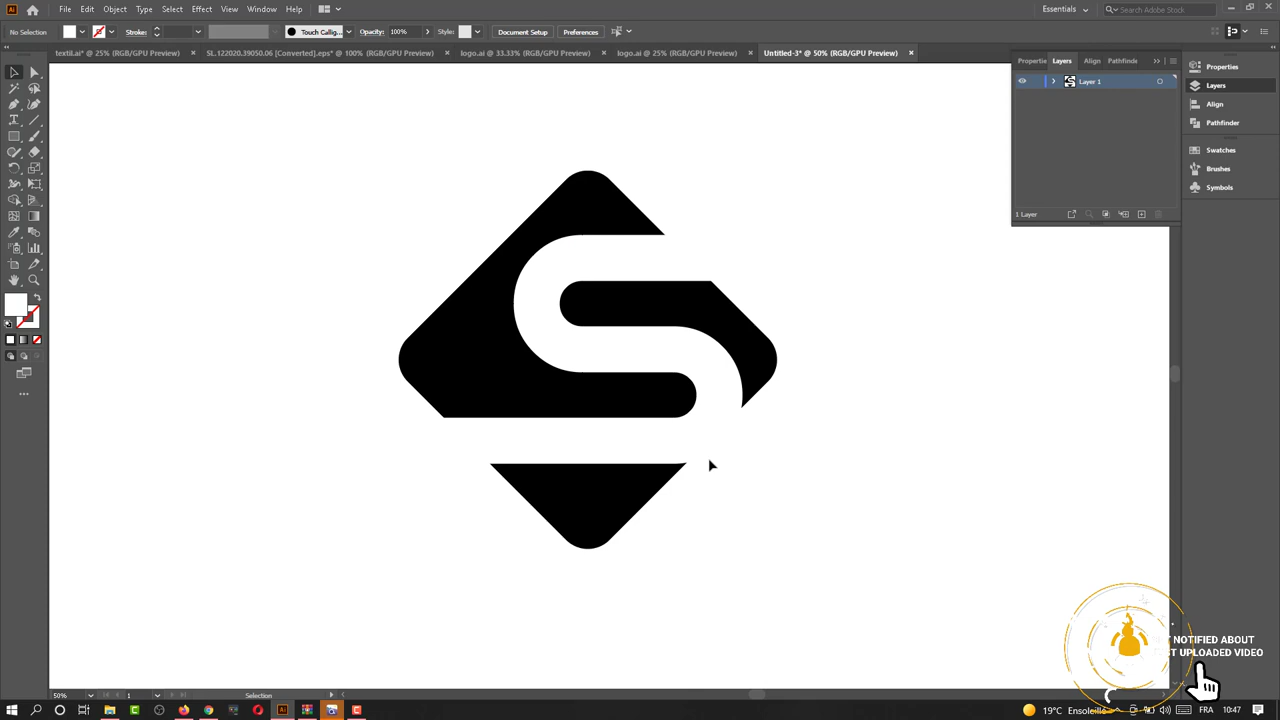 Ai File Edit Object Type Select Effect View Window Help Essentials Search Adobe Stock
No Selection Stroke: Touch Callig... Opacity: 100% Style: Document Setup Preferences
textil.ai* @ 25% (RGB/GPU Preview) × SL.122020.39050.06 [Converted].eps* @ 100% (RGB/GPU Preview) × logo.ai @ 33.33% (RGB/GPU Preview) × logo.ai @ 25% (RGB/GPU Preview) × Untitled-3* @ 50% (RGB/GPU Preview) ×
Properti Layers Align Pathfinde
Layer 1
1 Layer
Properties
Layers
Align
Pathfinder
Swatches
Brushes
Symbols
NOTIFIED ABOUT
UPLOADED VIDEO
50% 1 Selection
19°C Ensoleillé FRA 10:47